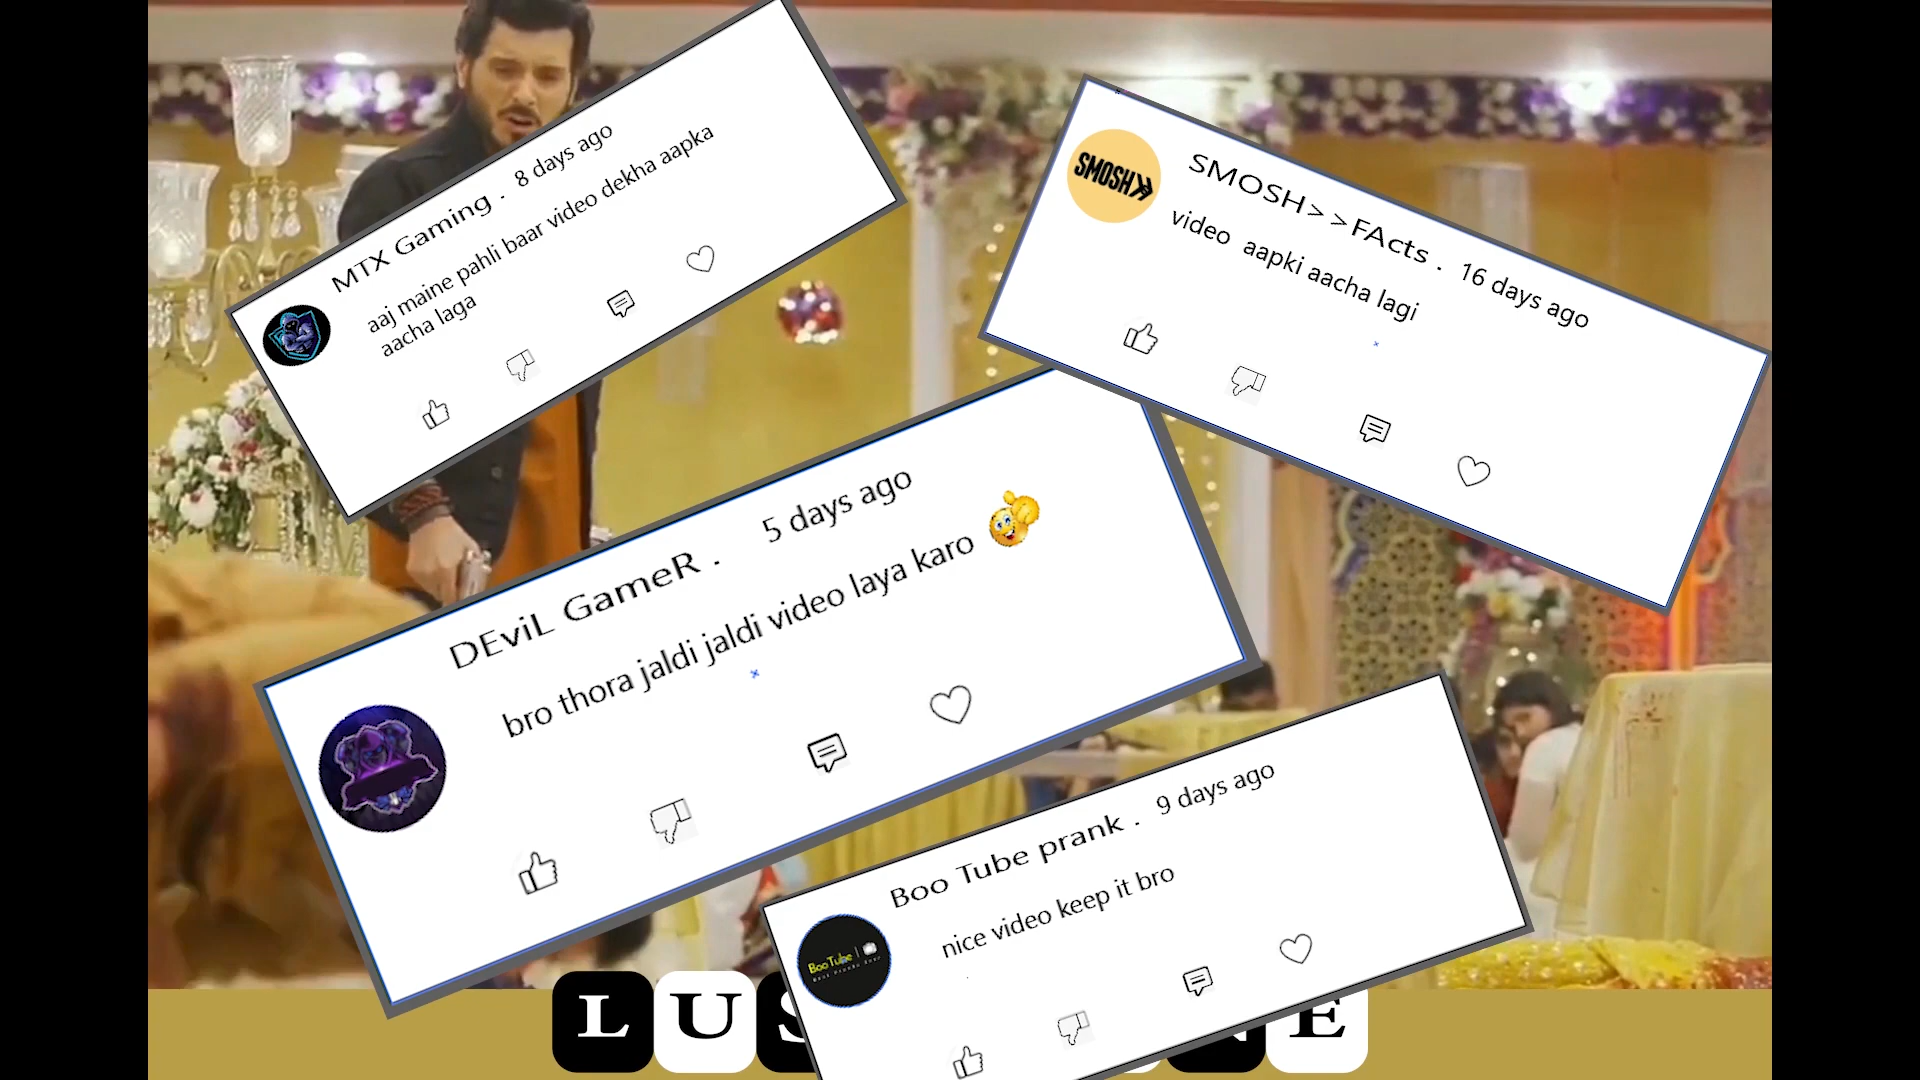 MTX Gaming . 8 days ago
aaj maine pahli baar video dekha aapka
aacha laga
SMOSH>>
SMOSH>>FActs . 16 days ago
video aapki aacha lagi
DEviL GameR . 5 days ago
bro thora jaldi jaldi video laya karo
Boo Tube prank . 9 days ago
nice video keep it bro
BooTube
L U S E